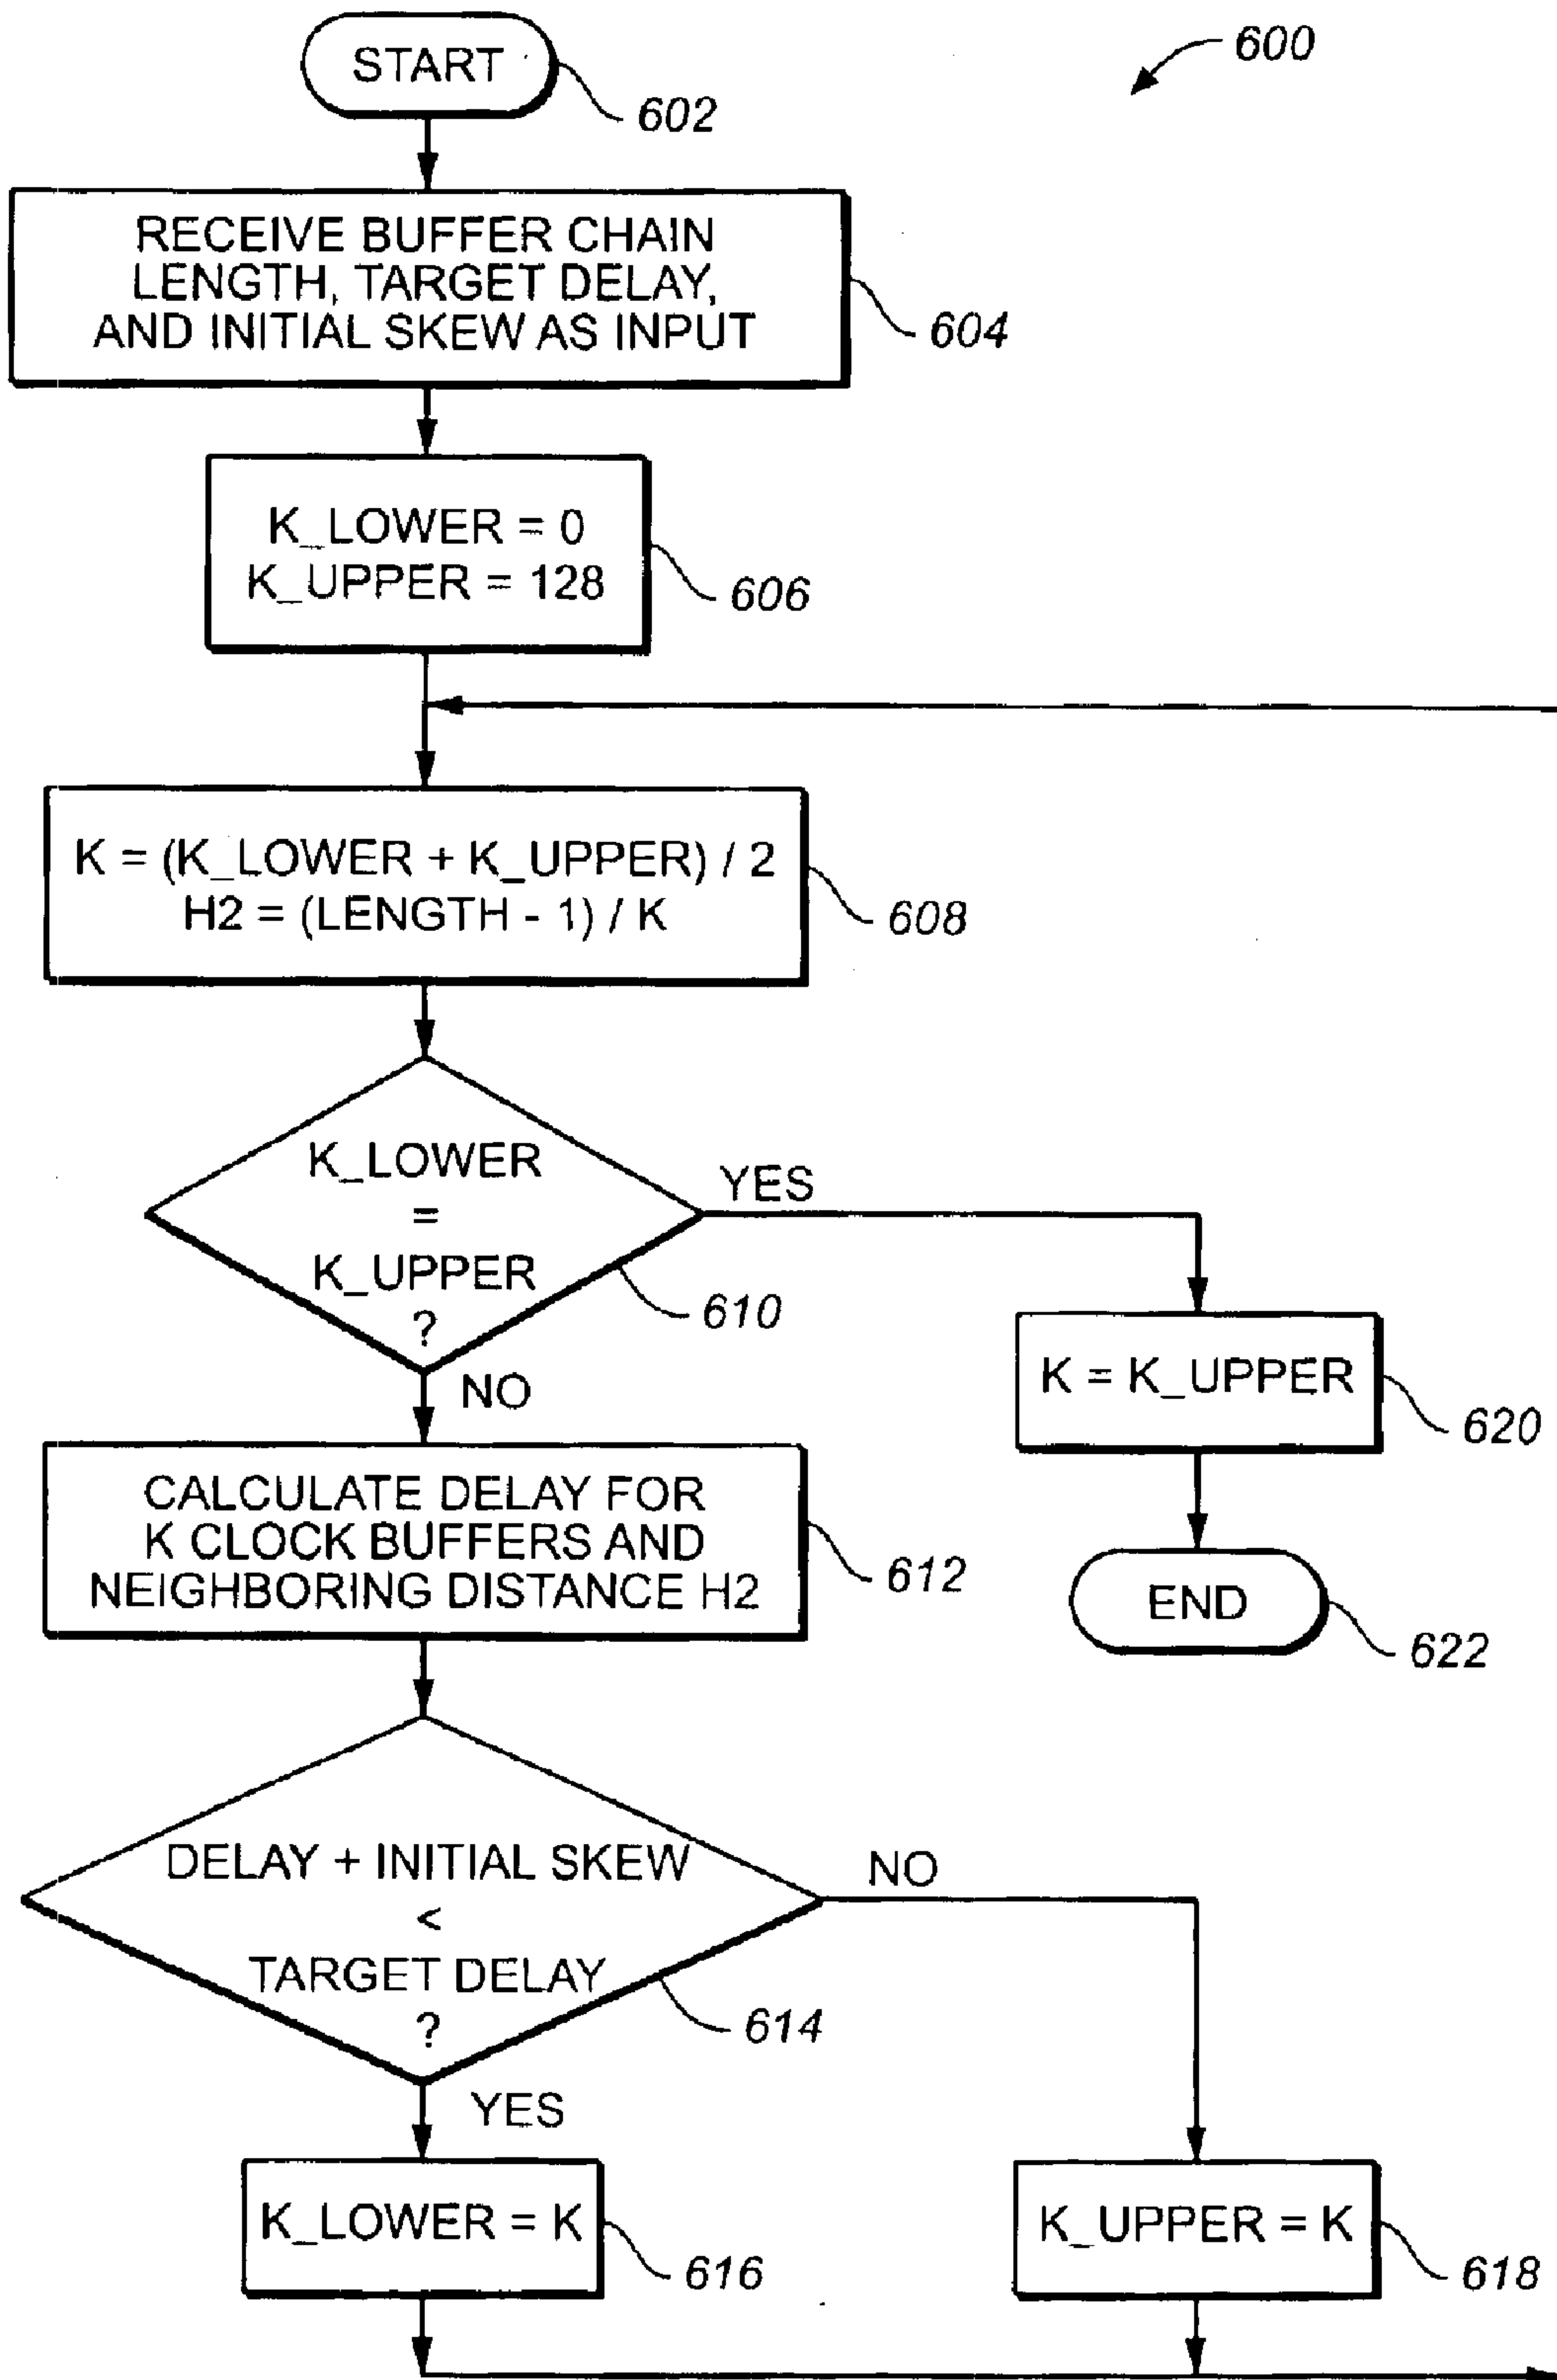 600
START
602
RECEIVE BUFFER CHAIN
LENGTH, TARGET DELAY,
AND INITIAL SKEW AS INPUT
604
K_LOWER = 0
K_UPPER = 128
606
K = (K_LOWER + K_UPPER) / 2
H2 = (LENGTH - 1) / K
608
K_LOWER
=
K_UPPER
?
610
YES
NO
K = K_UPPER
620
CALCULATE DELAY FOR
K CLOCK BUFFERS AND
NEIGHBORING DISTANCE H2
612
END
622
DELAY + INITIAL SKEW
<
TARGET DELAY
?
614
NO
YES
K_LOWER = K
616
K_UPPER = K
618